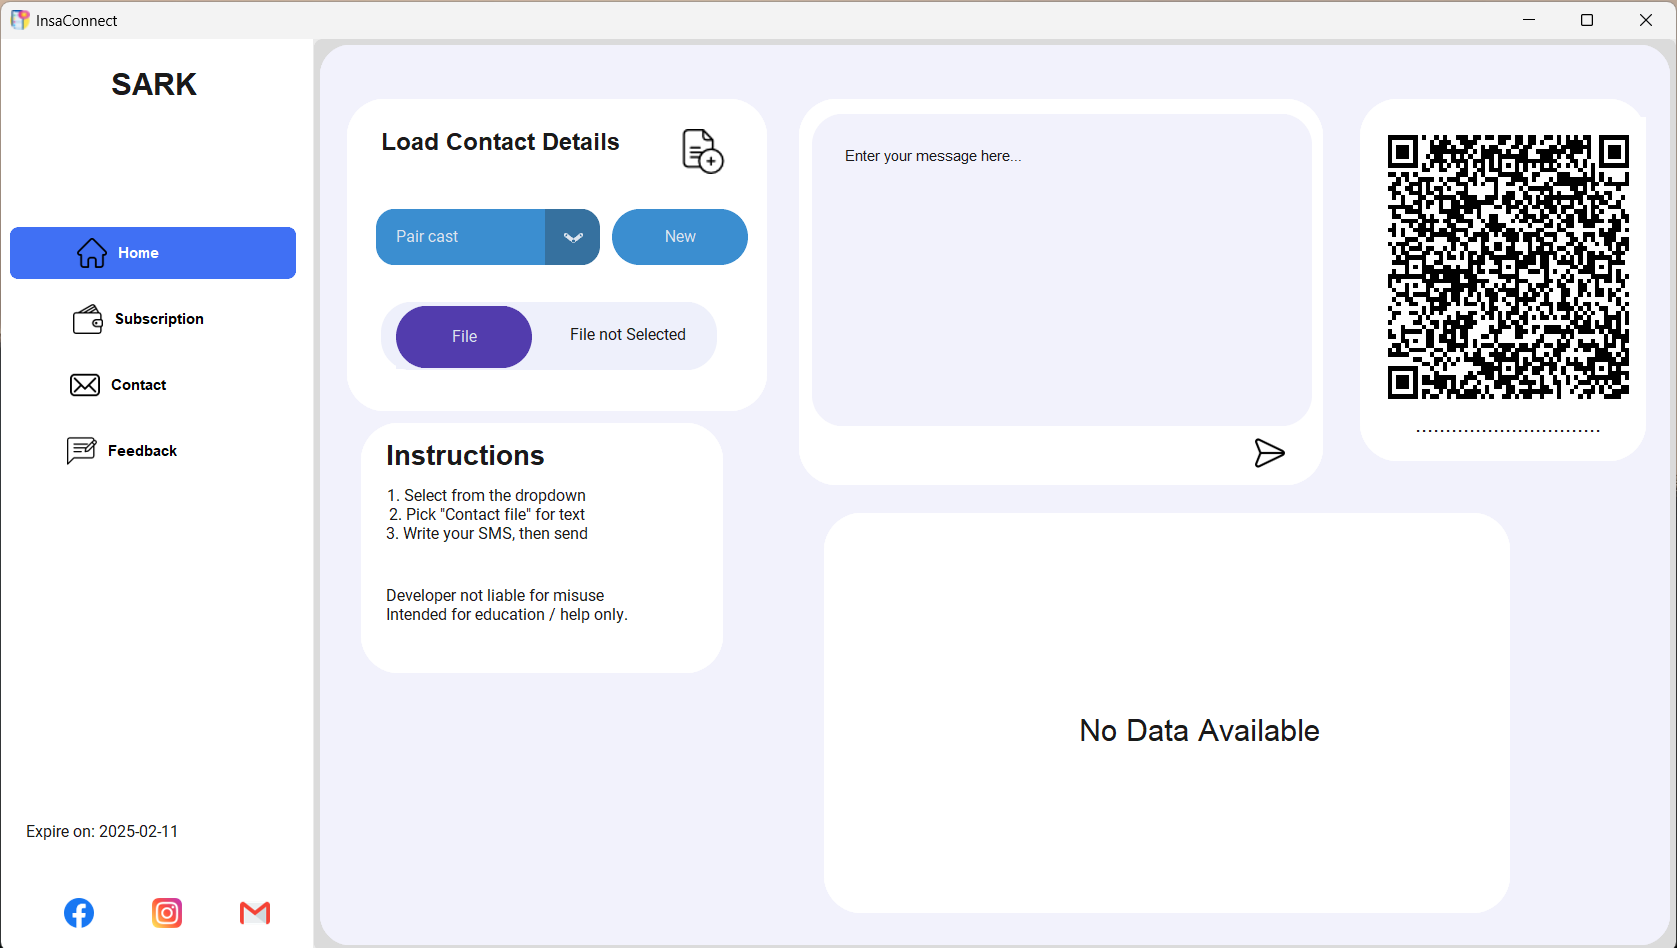 InsaConnect
SARK
Home
Subscription
Contact
Feedback
Expire on: 2025-02-11
Load Contact Details
Pair cast
New
File
File not Selected
Instructions
1. Select from the dropdown
2. Pick "Contact file" for text
3. Write your SMS, then send
Developer not liable for misuse
Intended for education / help only.
Enter your message here...
..............................
No Data Available